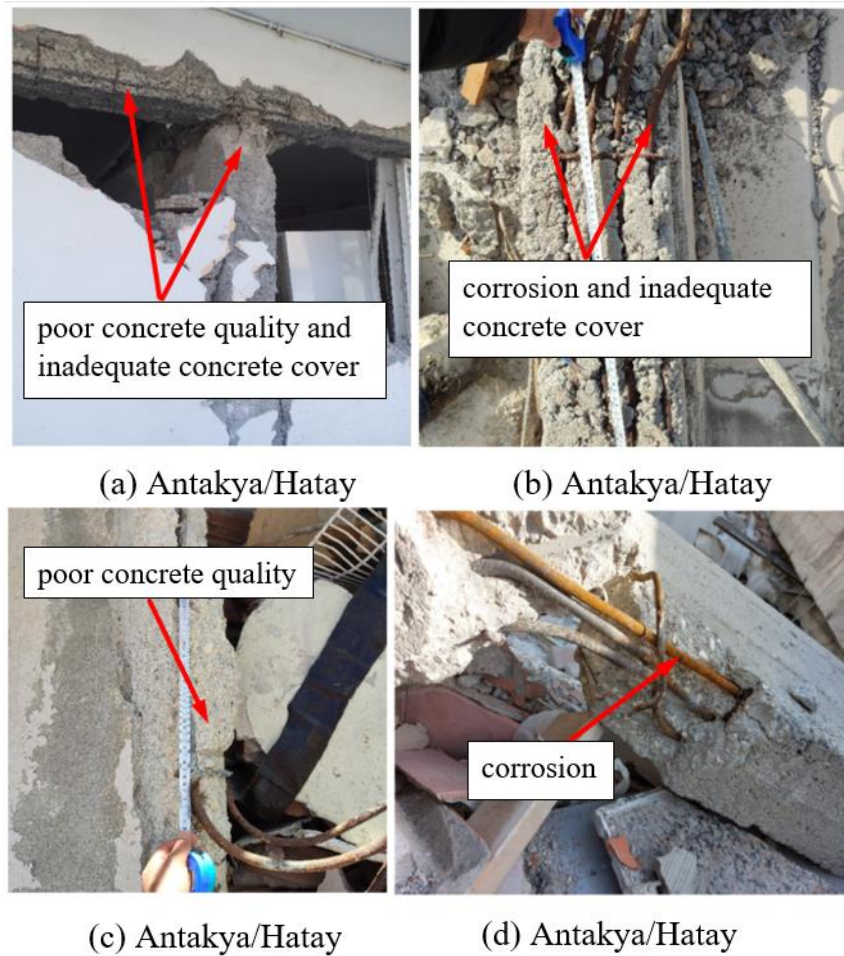 poor concrete quality and
inadequate concrete cover
corrosion and inadequate
concrete cover
(a) Antakya/Hatay
(b) Antakya/Hatay
poor concrete quality
corrosion
(c) Antakya/Hatay
(d) Antakya/Hatay